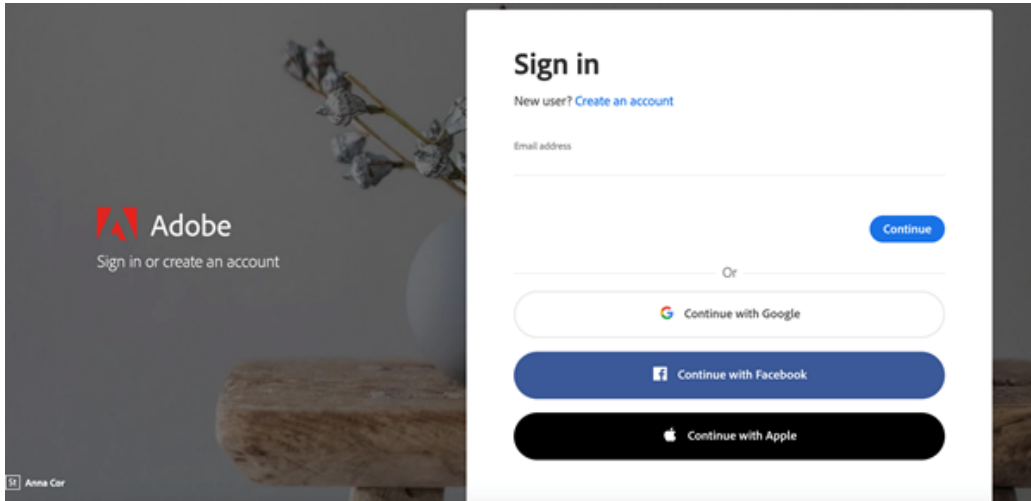 Adobe
Sign in or create an account
St Anna Cor
Sign in
New user? Create an account
Email address
Continue
Or
G Continue with Google
f Continue with Facebook
Continue with Apple